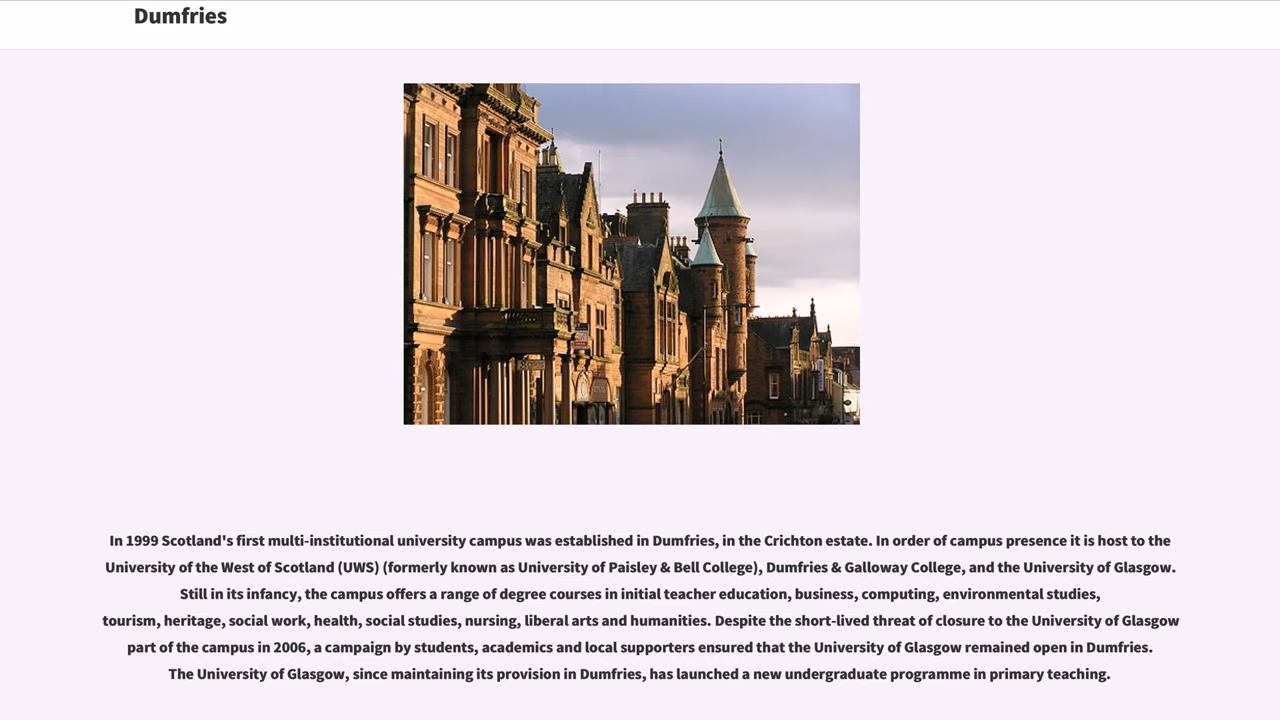 Dumfries
In 1999 Scotland's first multi-institutional university campus was established in Dumfries, in the Crichton estate. In order of campus presence it is host to the
University of the West of Scotland (UWS) (formerly known as University of Paisley & Bell College), Dumfries & Galloway College, and the University of Glasgow.
Still in its infancy, the campus offers a range of degree courses in initial teacher education, business, computing, environmental studies,
tourism, heritage, social work, health, social studies, nursing, liberal arts and humanities. Despite the short-lived threat of closure to the University of Glasgow
part of the campus in 2006, a campaign by students, academics and local supporters ensured that the University of Glasgow remained open in Dumfries.
The University of Glasgow, since maintaining its provision in Dumfries, has launched a new undergraduate programme in primary teaching.